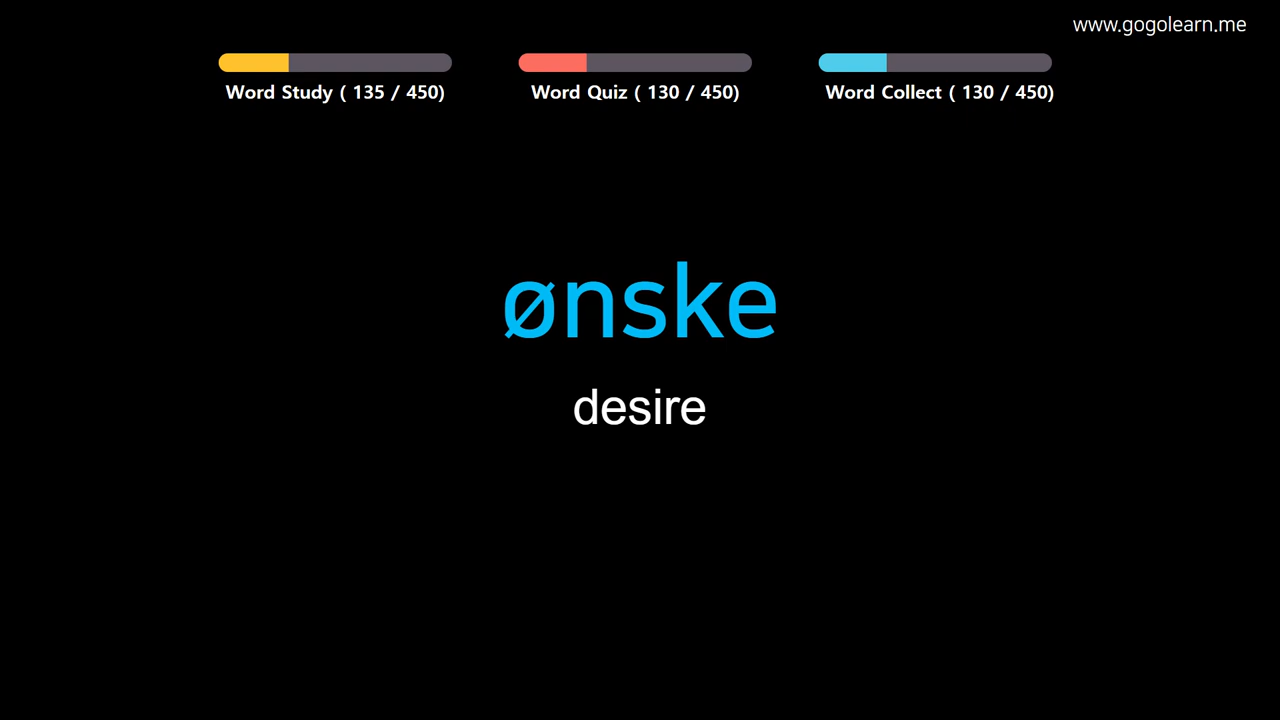 www.gogolearn.me
Word Study ( 135 / 450)
Word Quiz ( 130 / 450)
Word Collect ( 130 / 450)
ønske
desire